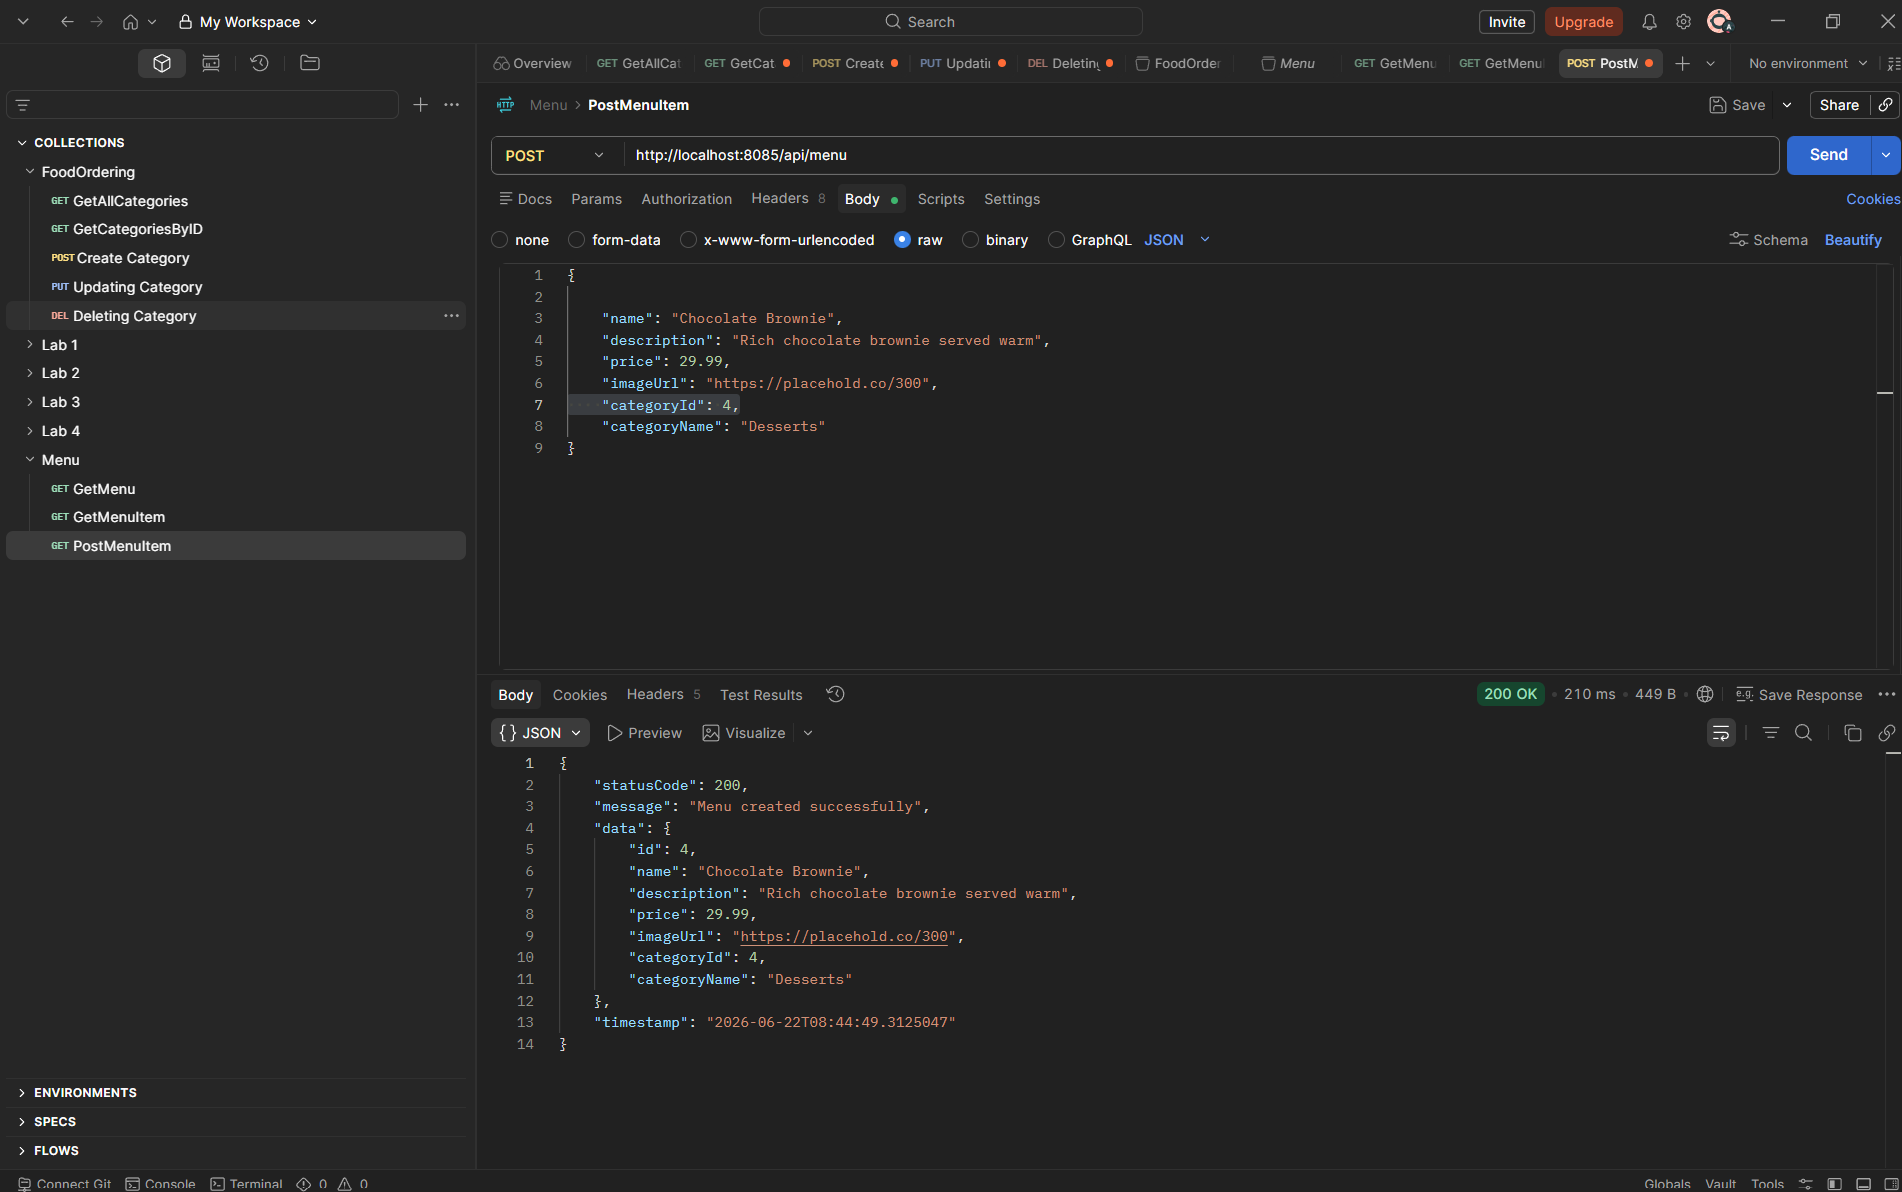 My Workspace
Search
Invite
Upgrade
Overview
GET GetAllCat
GET GetCat
POST Create
PUT Updatin
DEL Deleting
FoodOrder
Menu
GET GetMenu
GET GetMenu
POST PostM
No environment
Menu > PostMenuItem
Save
Share
COLLECTIONS
FoodOrdering
GET GetAllCategories
GET GetCategoriesByID
POST Create Category
PUT Updating Category
DEL Deleting Category
Lab 1
Lab 2
Lab 3
Lab 4
Menu
GET GetMenu
GET GetMenuItem
GET PostMenuItem
ENVIRONMENTS
SPECS
FLOWS
POST
http://localhost:8085/api/menu
Send
Docs
Params
Authorization
Headers 8
Body
Scripts
Settings
Cookies
none
form-data
x-www-form-urlencoded
raw
binary
GraphQL
JSON
Schema
Beautify
1 {
2
3 "name": "Chocolate Brownie",
4 "description": "Rich chocolate brownie served warm",
5 "price": 29.99,
6 "imageUrl": "https://placehold.co/300",
7 "categoryId": 4,
8 "categoryName": "Desserts"
9 }
Body
Cookies
Headers 5
Test Results
200 OK
210 ms
449 B
Save Response
{} JSON
Preview
Visualize
1 {
2 "statusCode": 200,
3 "message": "Menu created successfully",
4 "data": {
5 "id": 4,
6 "name": "Chocolate Brownie",
7 "description": "Rich chocolate brownie served warm",
8 "price": 29.99,
9 "imageUrl": "https://placehold.co/300",
10 "categoryId": 4,
11 "categoryName": "Desserts"
12 },
13 "timestamp": "2026-06-22T08:44:49.3125047"
14 }
Connect Git
Console
Terminal
0
0
Globals
Vault
Tools